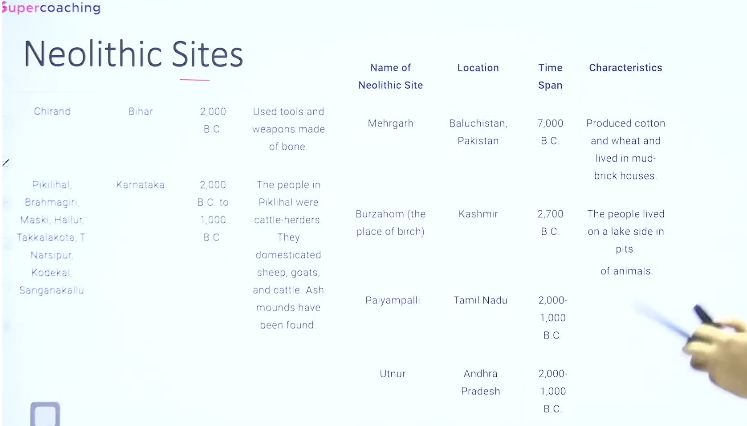 Supercoaching
Neolithic Sites
Chirand Bihar 2,000 Used tools and
B.C. weapons made
of bone.
Pikilihal, Karnataka 2,000 The people in
Brahmagiri, B.C. to Piklihal were
Maski, Hallur, 1,000 cattle-herders.
Takkalakota, T B.C They
Narsipur, domesticated
Kodekal, sheep, goats,
Sanganakallu and cattle. Ash
mounds have
been found.
Name of Location Time Characteristics
Neolithic Site Span
Mehrgarh Baluchistan, 7,000 Produced cotton
Pakistan B.C. and wheat and
lived in mud-
brick houses.
Burzahom (the Kashmir 2,700 The people lived
place of birch) B.C. on a lake side in
pits.
of animals.
Paiyampalli Tamil Nadu 2,000-
1,000
B.C.
Utnur Andhra 2,000-
Pradesh 1,000
B.C.